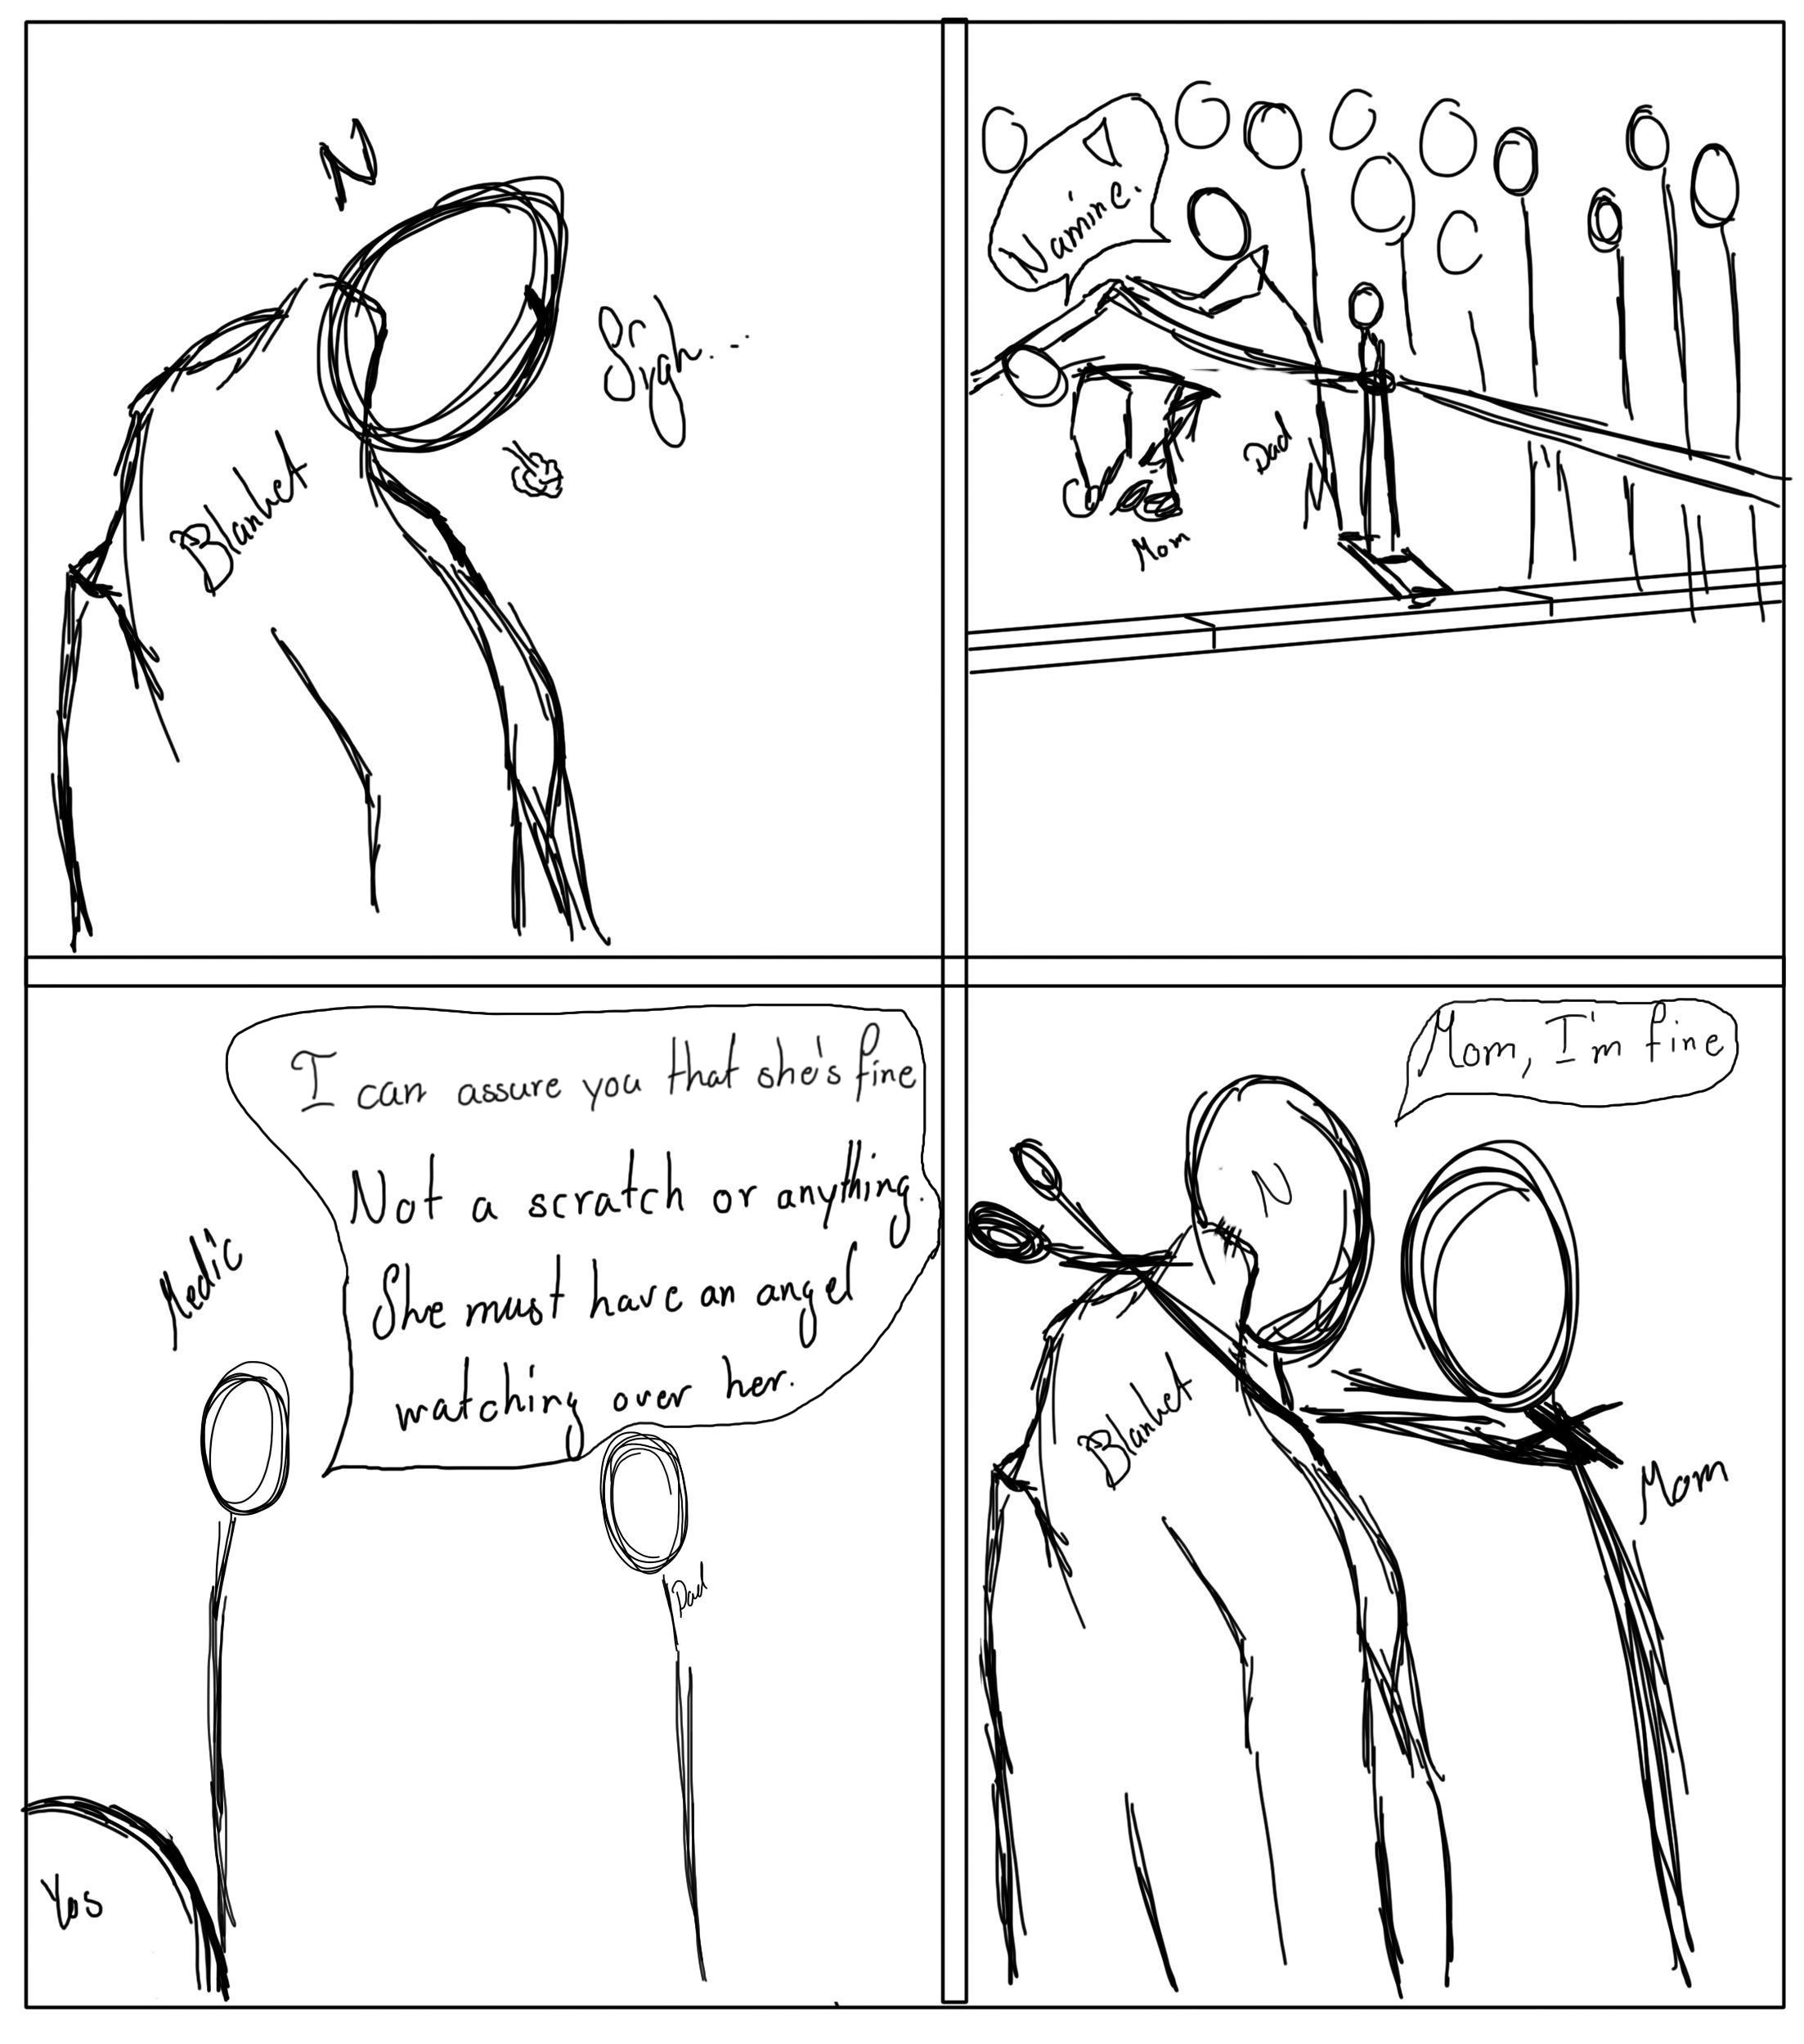 N
Sigh...
Blanket
Namine.
Dad
Mom
I can assure you that she's fine
Not a scratch or anything.
She must have an angel
watching over her.
Medic
Dad
Yas
Mom, I'm fine
N
Blanket
Mom